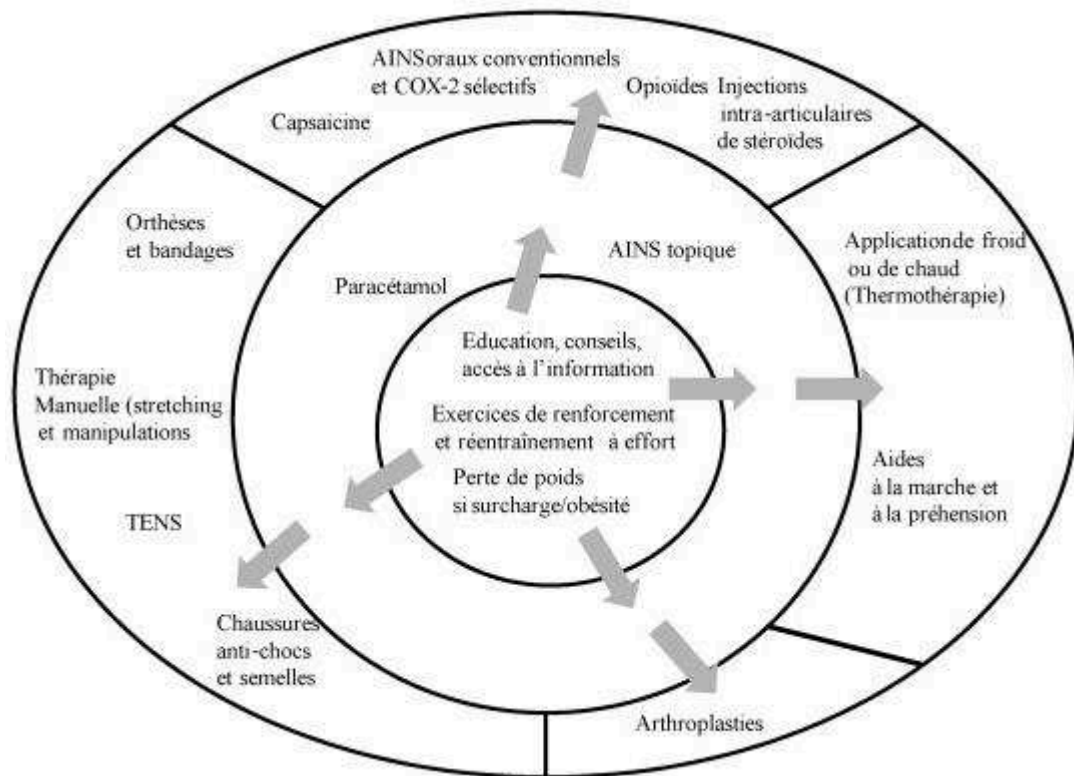 AINSoraux conventionnels
et COX-2 sélectifs
Capsaicine
Opioïdes
Injections
intra-articulaires
de stéroïdes
Orthèses
et bandages
AINS topique
Applicationde froid
ou de chaud
(Thermothérapie)
Paracétamol
Education, conseils,
accès à l'information
Thérapie
Manuelle (stretching
et manipulations
Exercices de renforcement
et réentraînement à effort
Perte de poids
si surcharge/obésité
Aides
à la marche et
à la préhension
TENS
Chaussures
anti-chocs
et semelles
Arthroplasties